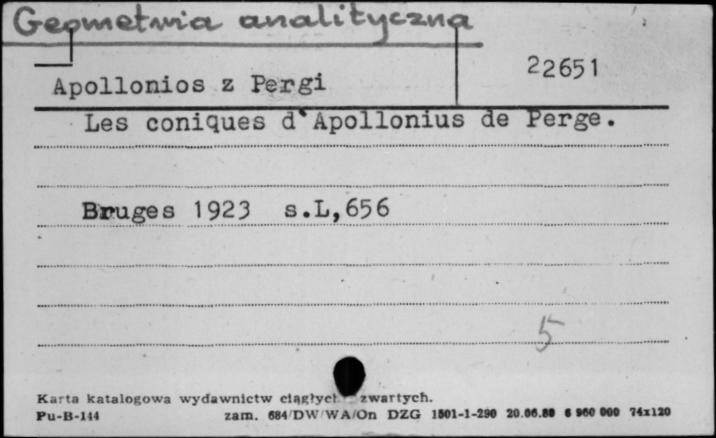 Geometria analityczna
22651
Apollonios z Pergi
Les coniques d'Apollonius de Perge.
Bruges 1923 s.L,656
5
Karta katalogowa wydawnictw ciągłych zwartych.
Pu-B-144 zam. 684/DW/WA/On DZG 1801-1-290 20.06.80 6 960 000 74x120